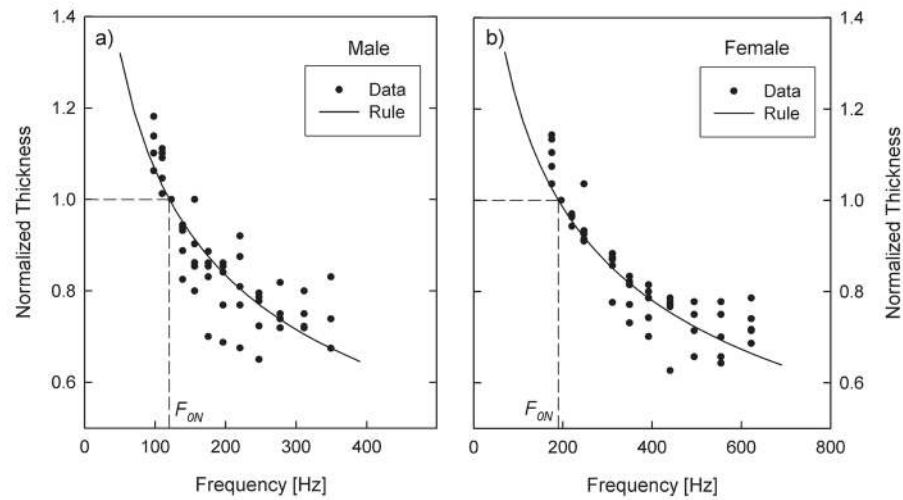 a)
Male
Data
Rule
1.4
1.2
1.0
0.8
0.6
Normalized Thickness
F0N
0 100 200 300 400
Frequency [Hz]
b)
Female
Data
Rule
1.4
1.2
1.0
0.8
0.6
Normalized Thickness
F0N
0 200 400 600 800
Frequency [Hz]